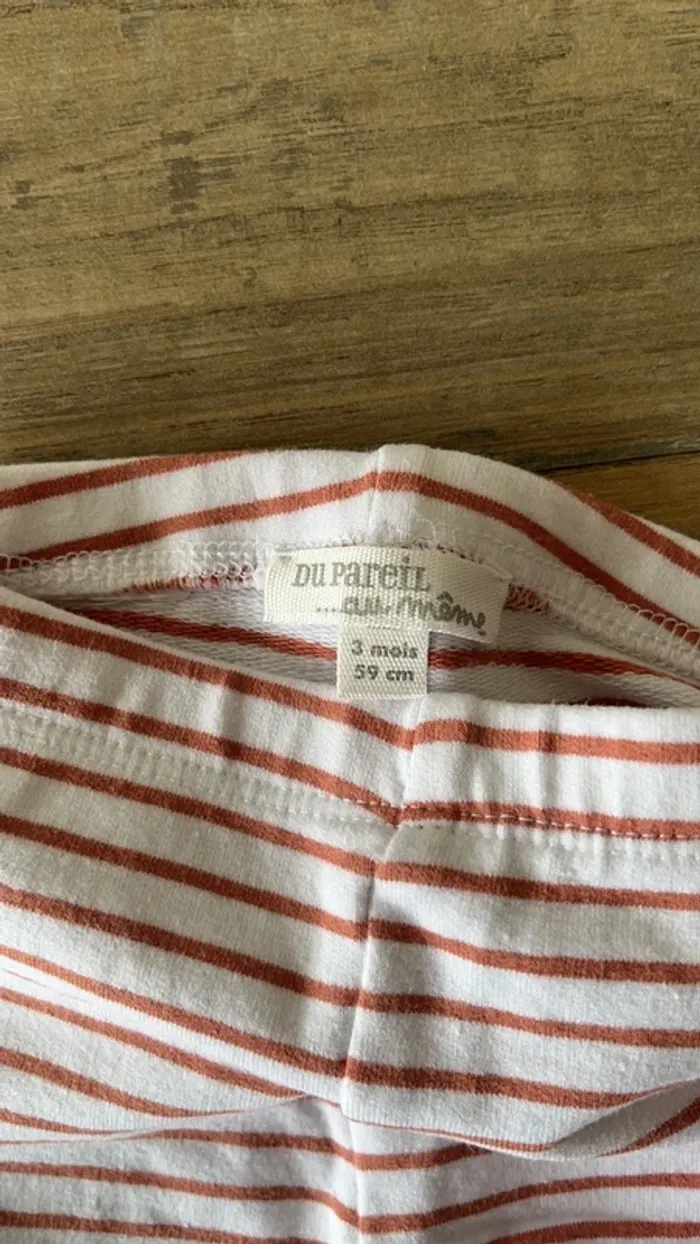 DU PAREIL
...au même
3 mois
59 cm